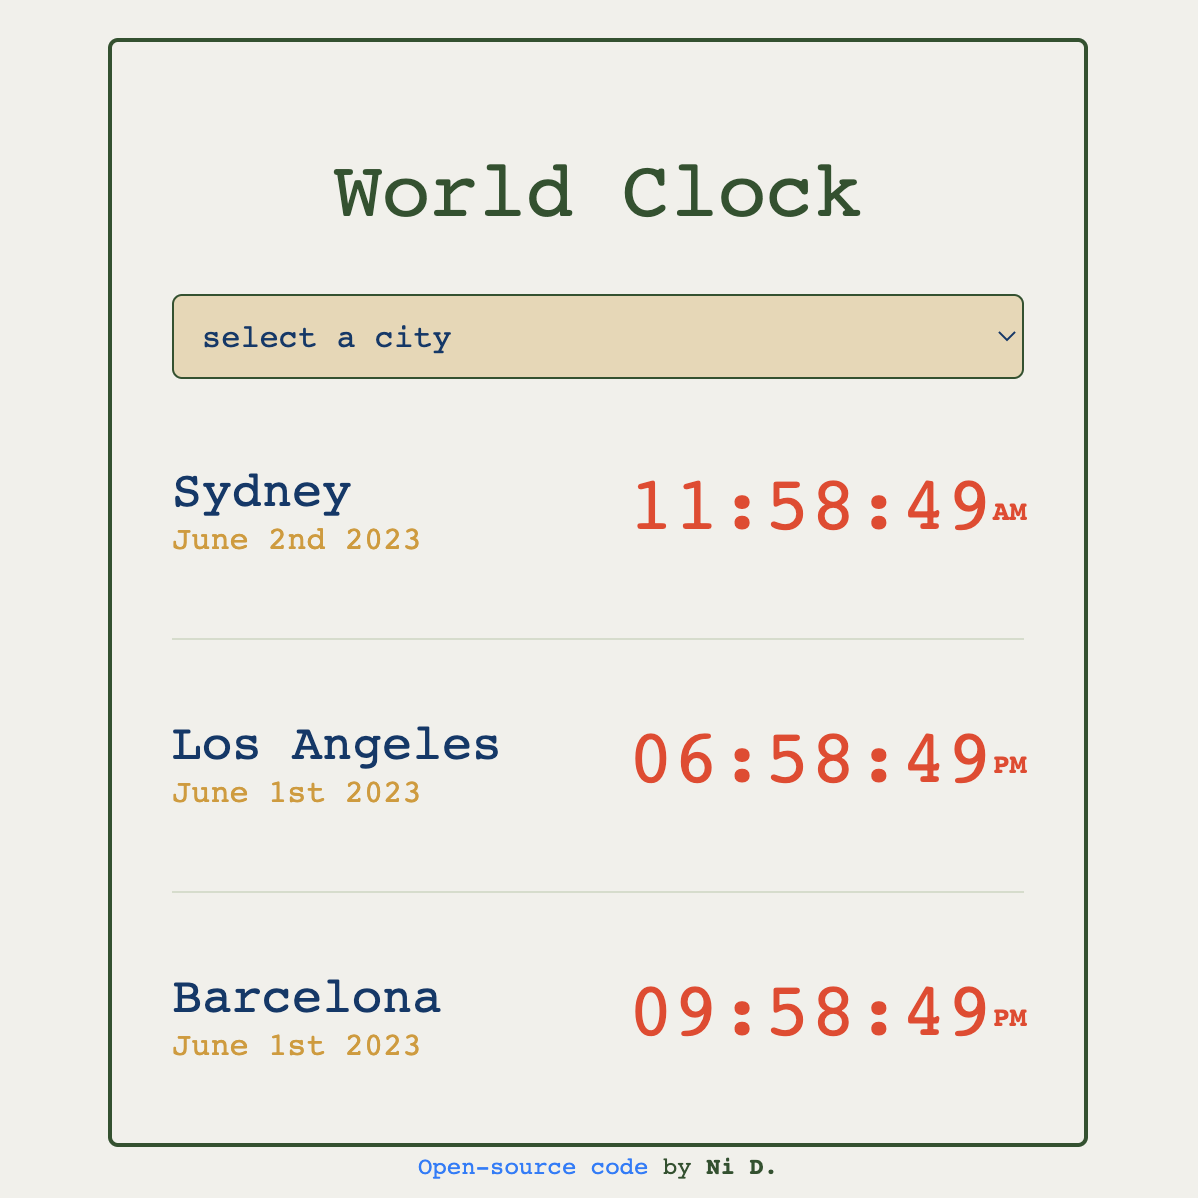 World Clock
select a city
Sydney
11:58:49AM
June 2nd 2023
Los Angeles
06:58:49PM
June 1st 2023
Barcelona
09:58:49PM
June 1st 2023
Open-source code by Ni D.